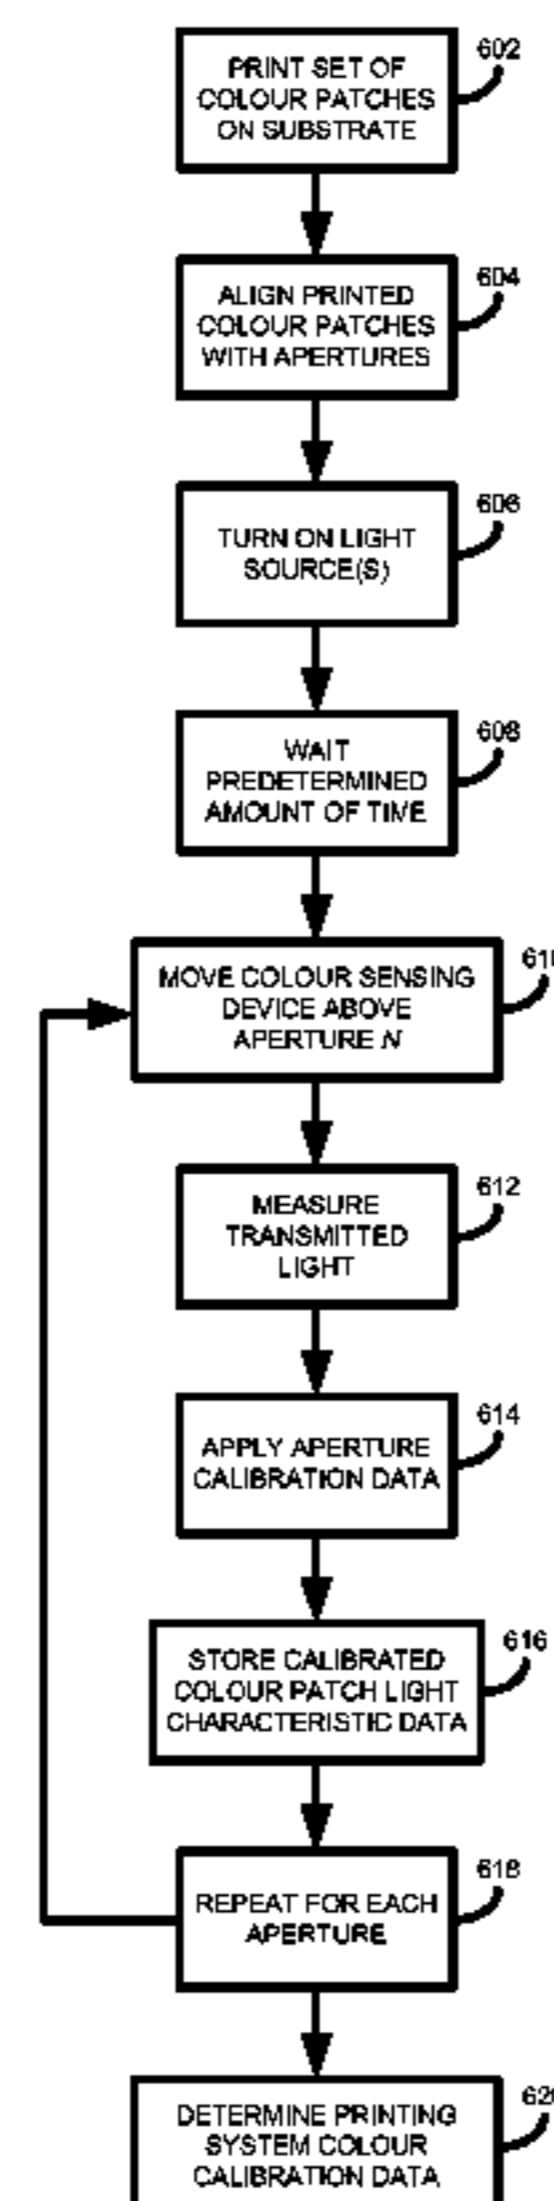 602
PRINT SET OF
COLOUR PATCHES
ON SUBSTRATE
604
ALIGN PRINTED
COLOUR PATCHES
WITH APERTURES
606
TURN ON LIGHT
SOURCE(S)
608
WAIT
PREDETERMINED
AMOUNT OF TIME
MOVE COLOUR SENSING
DEVICE ABOVE
APERTURE N
612
MEASURE
TRANSMITTED
LIGHT
614
APPLY APERTURE
CALIBRATION DATA
616
STORE CALIBRATED
COLOUR PATCH LIGHT
CHARACTERISTIC DATA
618
REPEAT FOR EACH
APERTURE
DETERMINE PRINTING
SYSTEM COLOUR
CALIBRATION DATA